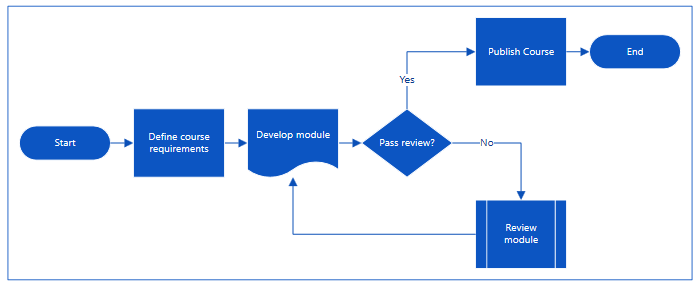 Start
Define course
requirements
Develop module
Pass review?
Yes
Publish Course
End
No
Review
module